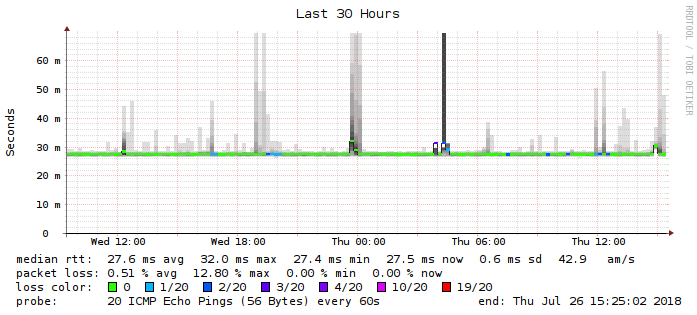 Last 30 Hours
RRDTOOL / TOBI OETIKER
Seconds
60 m
50 m
40 m
30 m
20 m
10 m
0
Wed 12:00 Wed 18:00 Thu 00:00 Thu 06:00 Thu 12:00
median rtt: 27.6 ms avg 32.0 ms max 27.4 ms min 27.5 ms now 0.6 ms sd 42.9 am/s
packet loss: 0.51 % avg 12.80 % max 0.00 % min 0.00 % now
loss color: 0 1/20 2/20 3/20 4/20 10/20 19/20
probe: 20 ICMP Echo Pings (56 Bytes) every 60s end: Thu Jul 26 15:25:02 2018